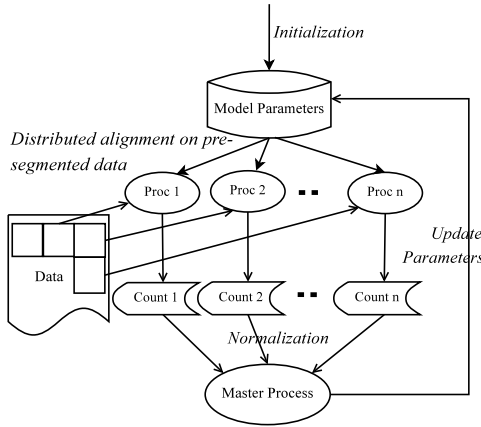 Initialization
Model Parameters
Distributed alignment on pre-
segmented data
Proc 1
Proc 2
Proc n
Data
Update
Parameters
Count 1
Count 2
Count n
Normalization
Master Process